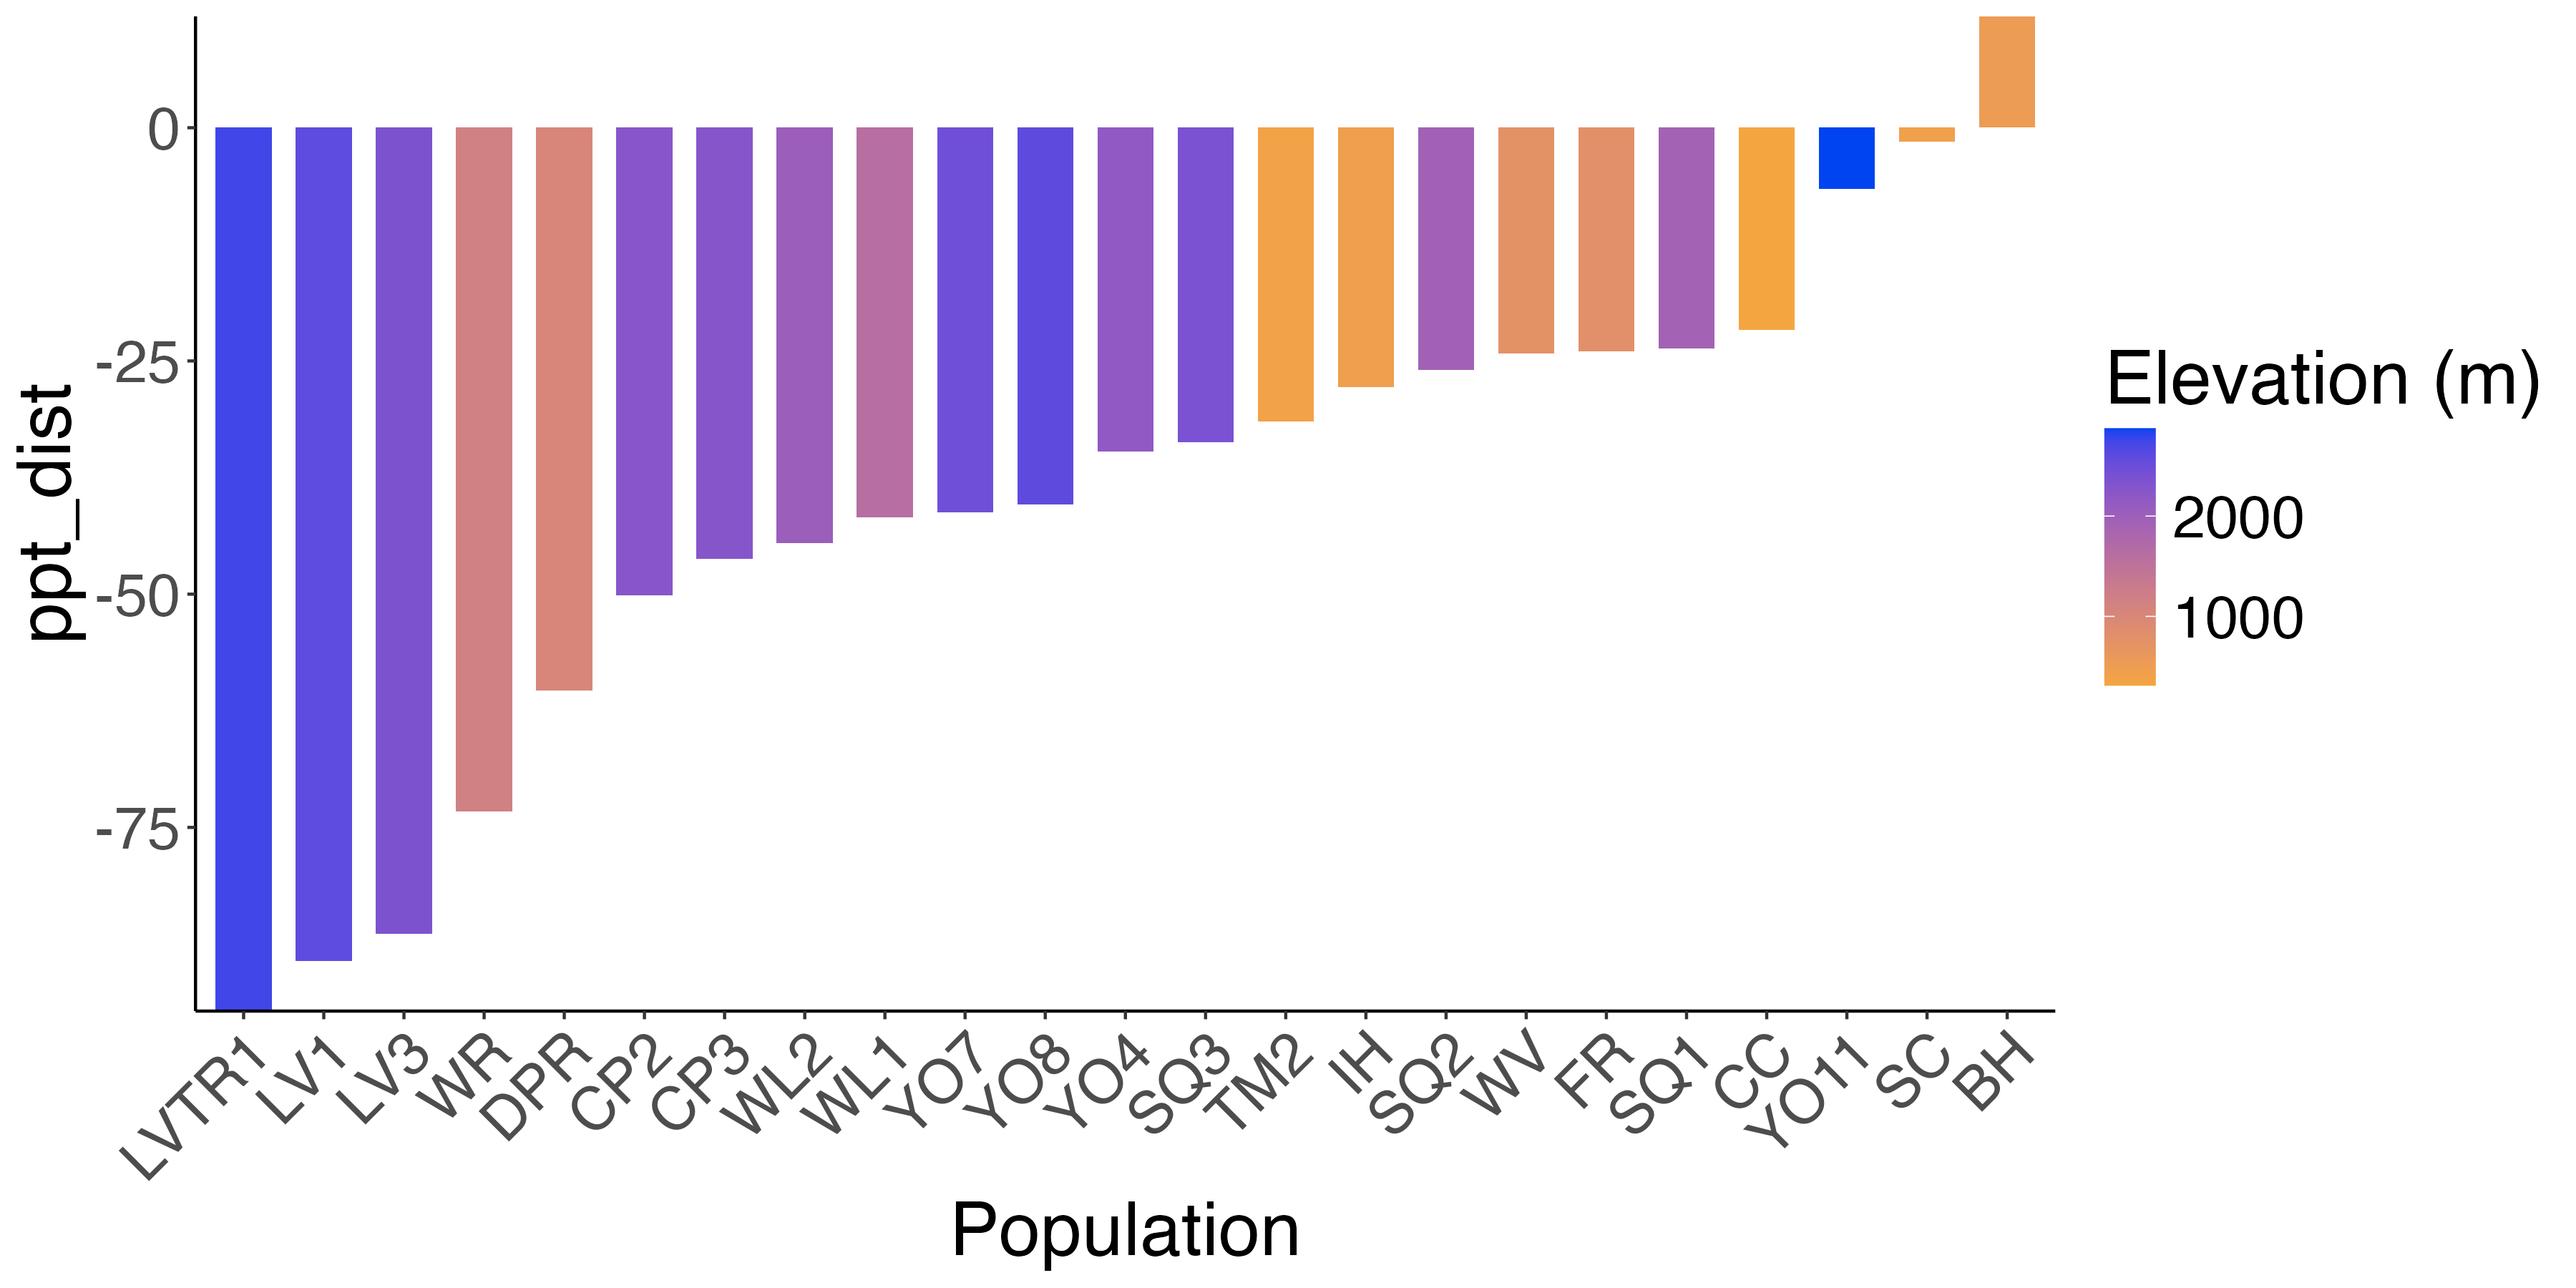 ppt_dist
0
-25
-50
-75
LVTR1
LV1
LV3
WR
DPR
CP2
CP3
WL2
WL1
YO7
YO8
YO4
SQ3
TM2
IH
SQ2
WV
FR
SQ1
CC
YO11
SC
BH
Population
Elevation (m)
2000
1000